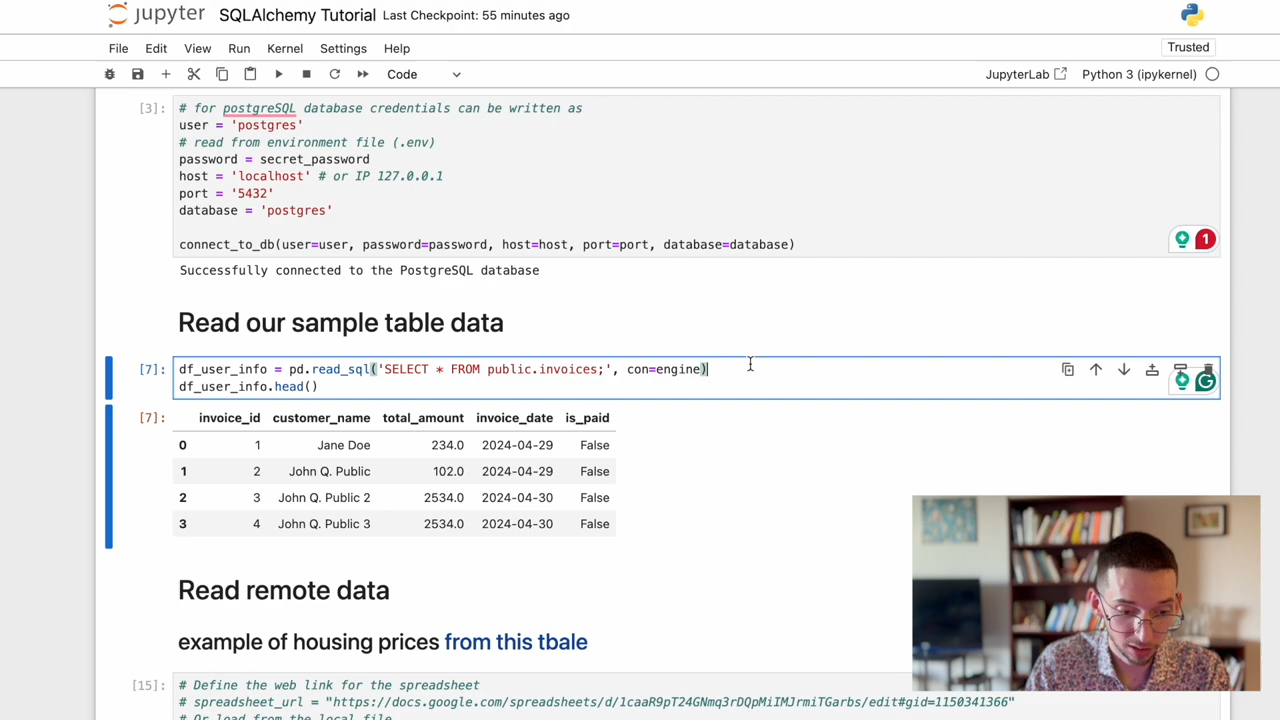 jupyter SQLAlchemy Tutorial Last Checkpoint: 55 minutes ago
File Edit View Run Kernel Settings Help Trusted
Code JupyterLab Python 3 (ipykernel)
[3]: # for postgreSQL database credentials can be written as
user = 'postgres'
# read from environment file (.env)
password = secret_password
host = 'localhost' # or IP 127.0.0.1
port = '5432'
database = 'postgres'
connect_to_db(user=user, password=password, host=host, port=port, database=database)
1
Successfully connected to the PostgreSQL database
Read our sample table data
[7]: df_user_info = pd.read_sql('SELECT * FROM public.invoices;', con=engine)
df_user_info.head()
[7]: invoice_id customer_name total_amount invoice_date is_paid
0 1 Jane Doe 234.0 2024-04-29 False
1 2 John Q. Public 102.0 2024-04-29 False
2 3 John Q. Public 2 2534.0 2024-04-30 False
3 4 John Q. Public 3 2534.0 2024-04-30 False
Read remote data
example of housing prices from this tbale
[15]: # Define the web link for the spreadsheet
# spreadsheet_url = "https://docs.google.com/spreadsheets/d/1caaR9pT24GNmq3rDQpMiIMJrmiTGarbs/edit#gid=1150341366"
# Or load from the local file